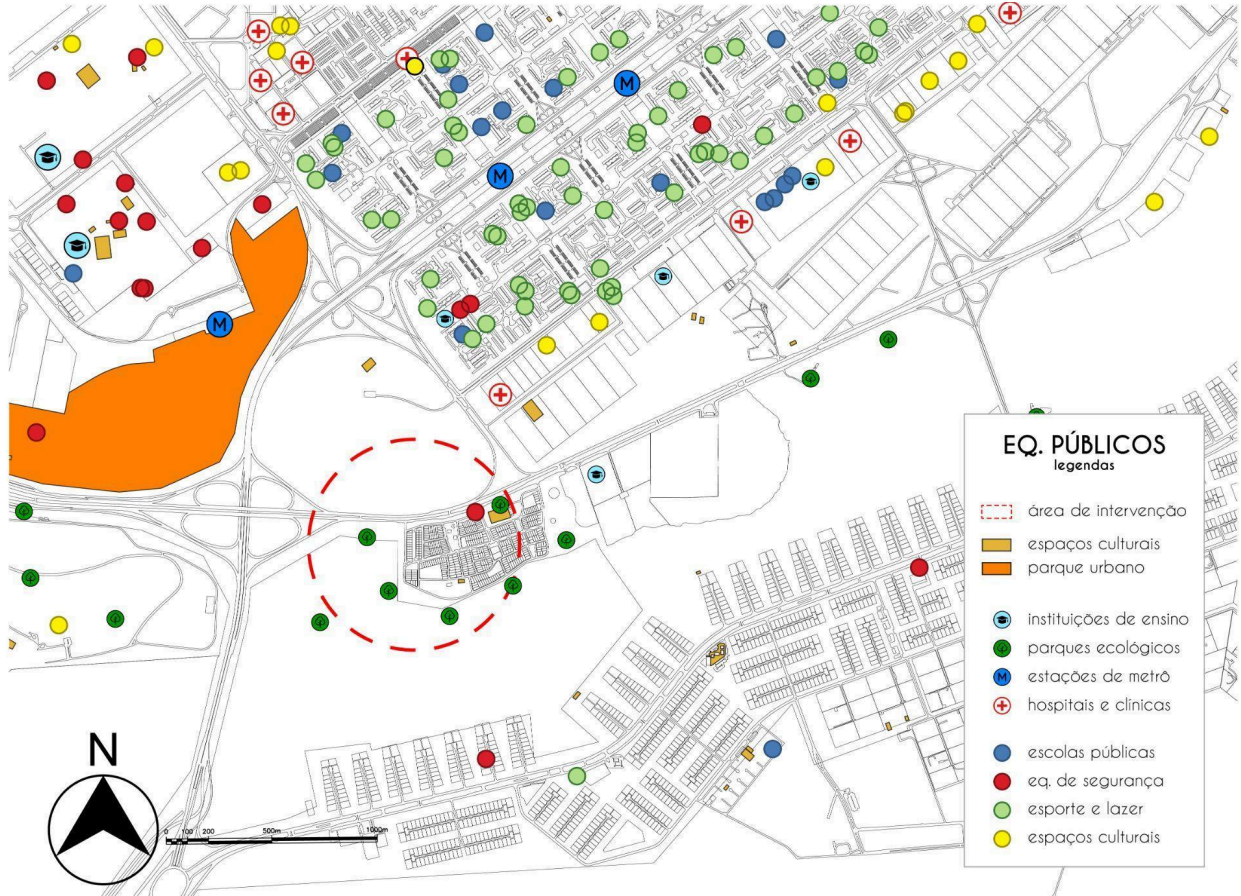 M
M
M
N
0 100 200 500m 1000m
EQ. PÚBLICOS
legendas
área de intervenção
espaços culturais
parque urbano
instituições de ensino
parques ecológicos
M estações de metrô
hospitais e clínicas
escolas públicas
eq. de segurança
esporte e lazer
espaços culturais